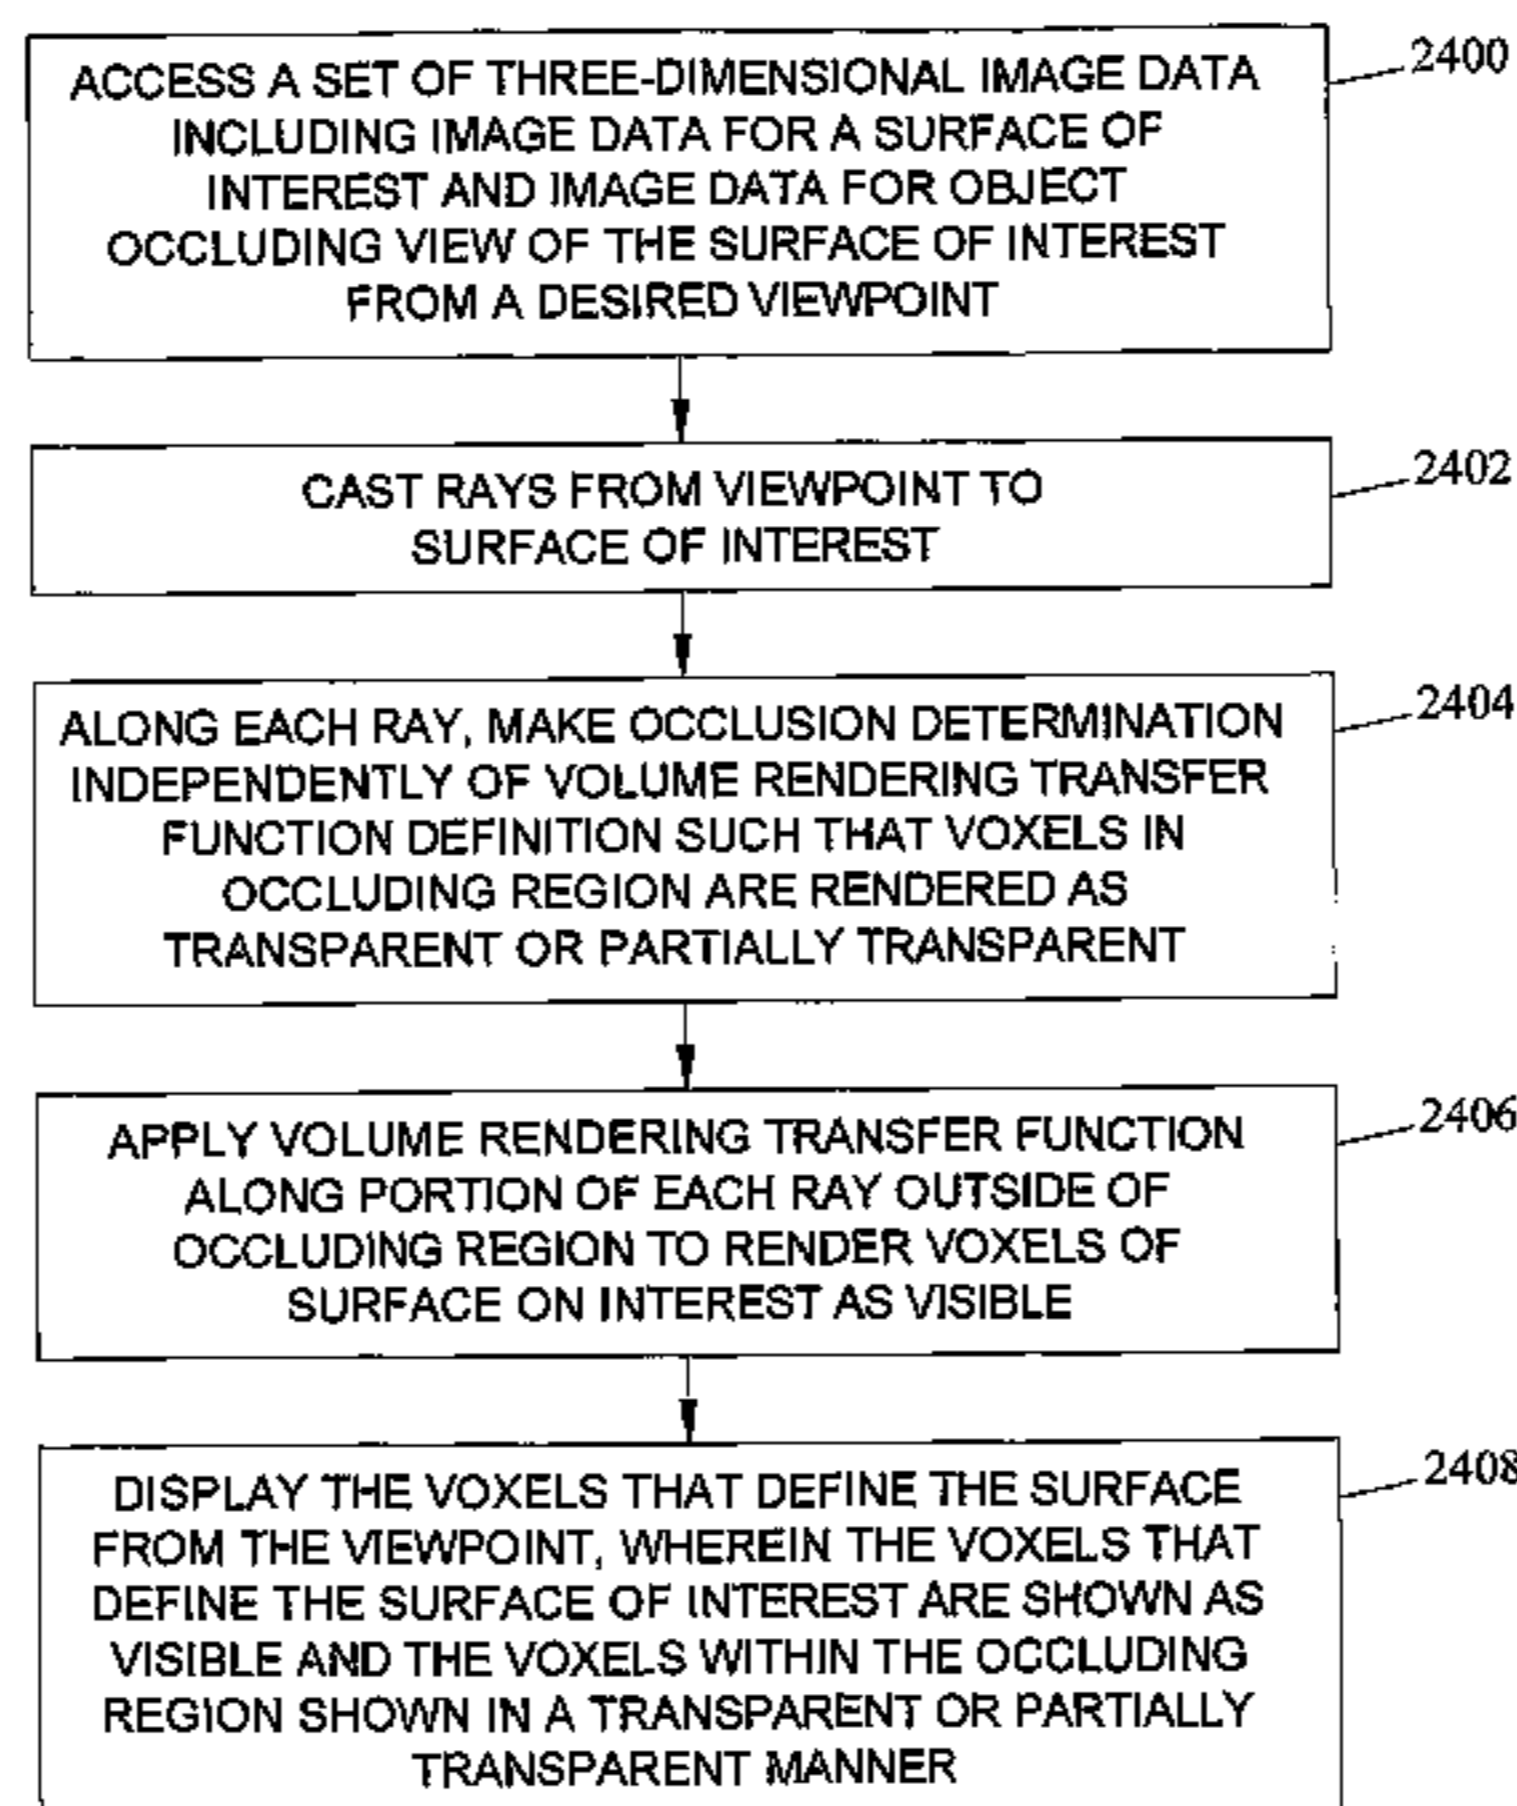 ACCESS A SET OF THREE-DIMENSIONAL IMAGE DATA
INCLUDING IMAGE DATA FOR A SURFACE OF
INTEREST AND IMAGE DATA FOR OBJECT
OCCLUDING VIEW OF THE SURFACE OF INTEREST
FROM A DESIRED VIEWPOINT
2400
CAST RAYS FROM VIEWPOINT TO
SURFACE OF INTEREST
2402
ALONG EACH RAY, MAKE OCCLUSION DETERMINATION
INDEPENDENTLY OF VOLUME RENDERING TRANSFER
FUNCTION DEFINITION SUCH THAT VOXELS IN
OCCLUDING REGION ARE RENDERED AS
TRANSPARENT OR PARTIALLY TRANSPARENT
2404
APPLY VOLUME RENDERING TRANSFER FUNCTION
ALONG PORTION OF EACH RAY OUTSIDE OF
OCCLUDING REGION TO RENDER VOXELS OF
SURFACE ON INTEREST AS VISIBLE
2406
DISPLAY THE VOXELS THAT DEFINE THE SURFACE
FROM THE VIEWPOINT, WHEREIN THE VOXELS THAT
DEFINE THE SURFACE OF INTEREST ARE SHOWN AS
VISIBLE AND THE VOXELS WITHIN THE OCCLUDING
REGION SHOWN IN A TRANSPARENT OR PARTIALLY
TRANSPARENT MANNER
2408